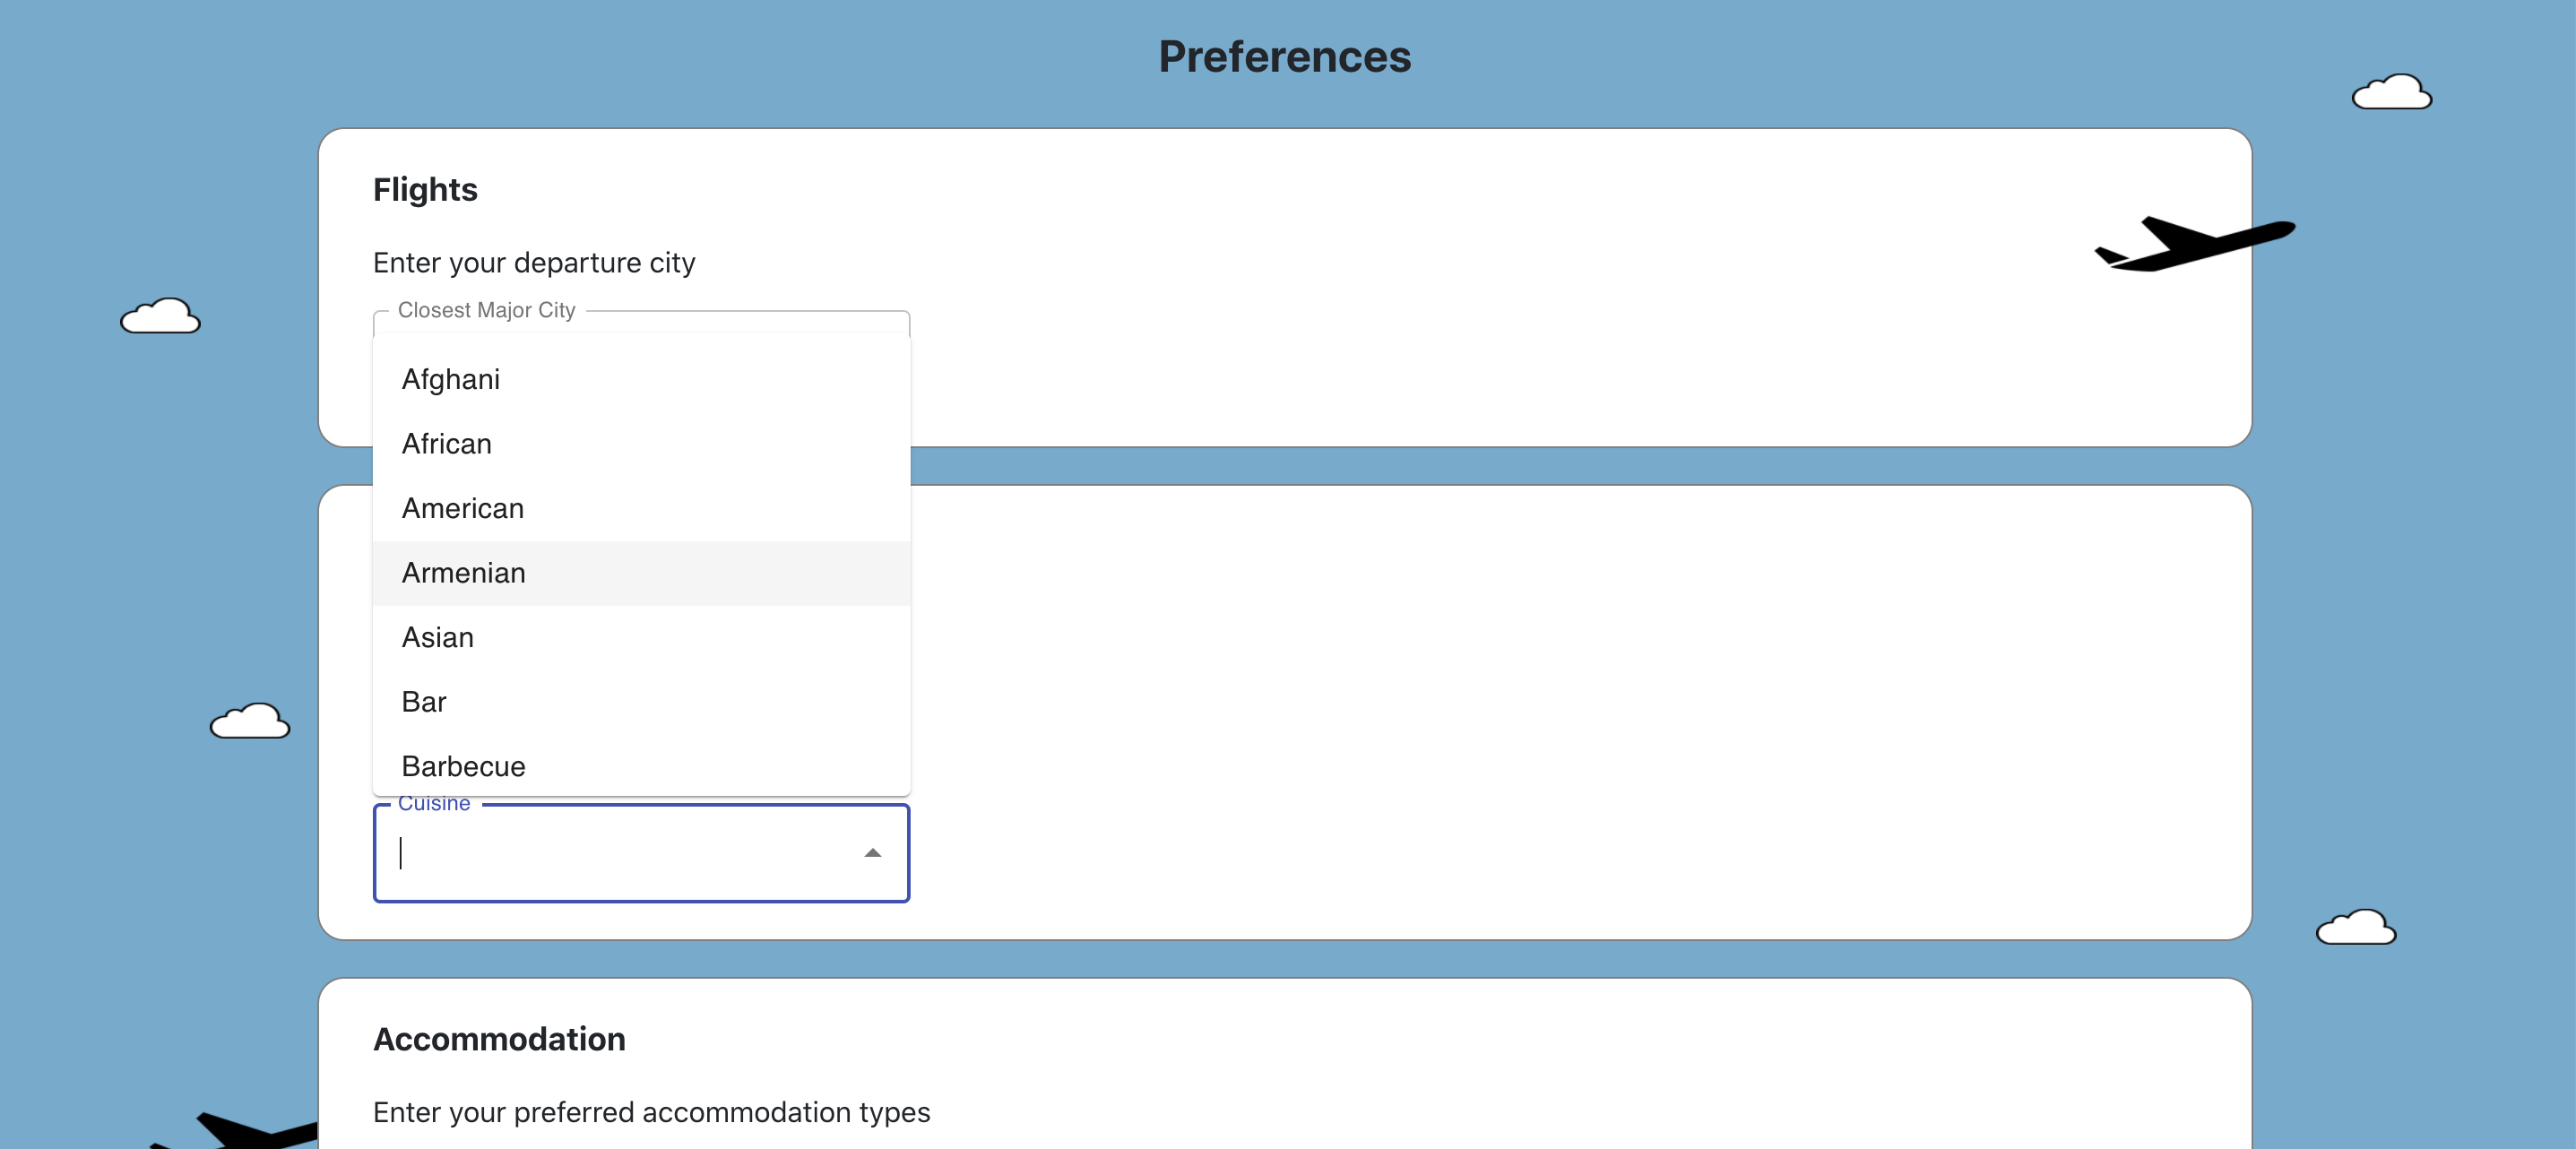 Preferences
Flights
Enter your departure city
Closest Major City
Afghani
African
American
Armenian
Asian
Bar
Barbecue
Cuisine
Accommodation
Enter your preferred accommodation types